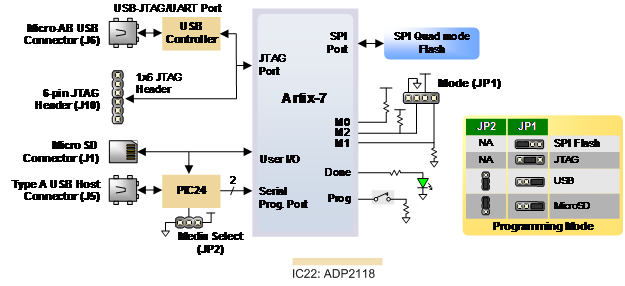 USB-JTAG/UART Port
Micro-AB USB
Connector (J6)
USB
Controller
6-pin JTAG
Header (J10)
1x6 JTAG
Header
Micro SD
Connector (J1)
Type A USB Host
Connector (J5)
PIC24
2
Media Select
(JP2)
JTAG
Port
SPI
Port
Artix-7
M0
M2
M1
User I/O
Done
Serial
Prog. Port
Prog
SPI Quad mode
Flash
Mode (JP1)
JP2 JP1
NA SPI Flash
NA JTAG
USB
MicroSD
Programming Mode
IC22: ADP2118